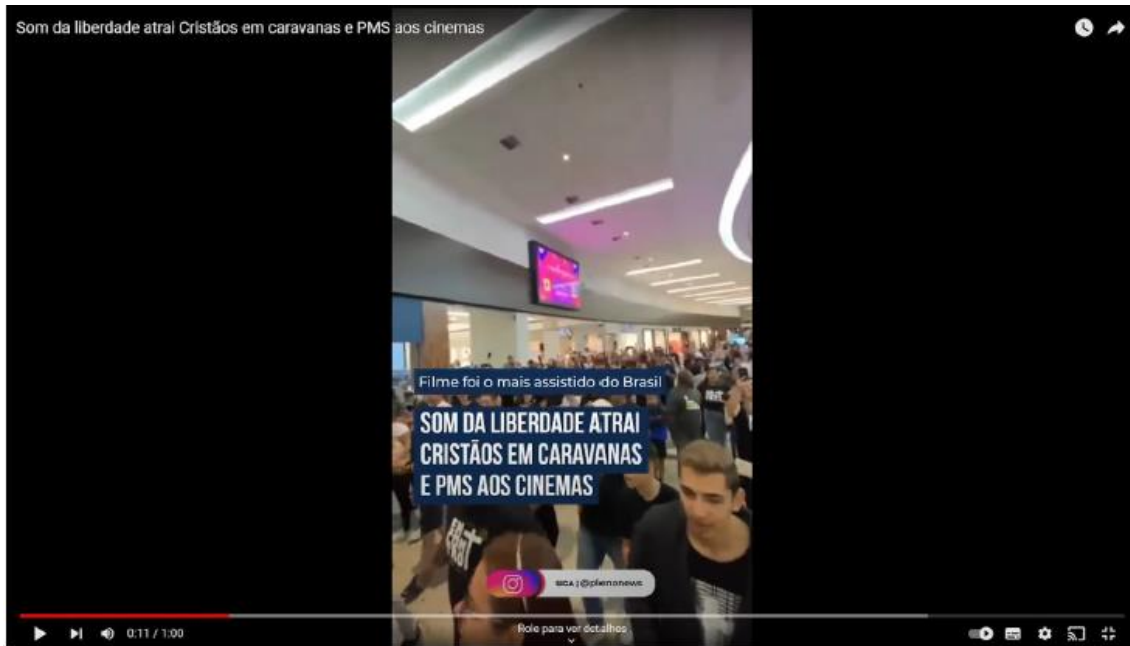 Som da liberdade atrai Cristãos em caravanas e PMS aos cinemas
Filme foi o mais assistido do Brasil
SOM DA LIBERDADE ATRAI
CRISTÃOS EM CARAVANAS
E PMS AOS CINEMAS
SIGA | @plenonews
0:11 / 1:00
Role para ver detalhes